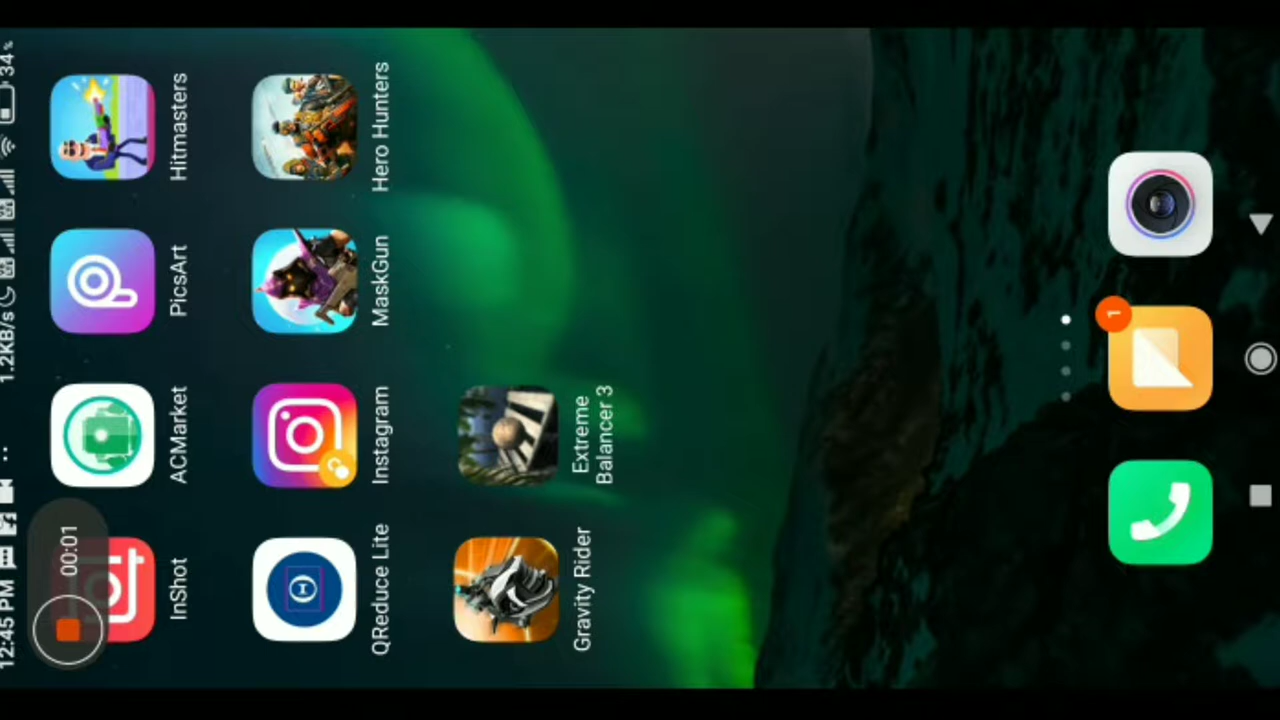 12:45 PM
1.2KB/s
34%
00:01
InShot
ACMarket
PicsArt
Hitmasters
QReduce Lite
Instagram
MaskGun
Hero Hunters
Gravity Rider
Extreme
Balancer 3
1